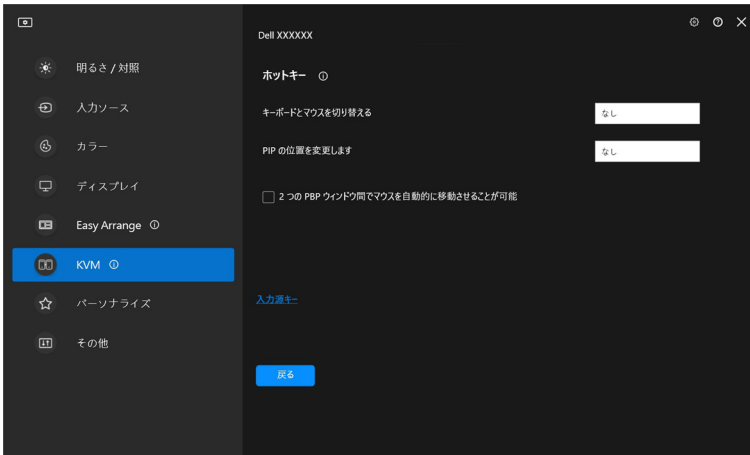 Dell XXXXXX
明るさ / 対照
入力ソース
カラー
ディスプレイ
Easy Arrange
KVM
パーソナライズ
その他
ホットキー
キーボードとマウスを切り替える
なし
PIP の位置を変更します
なし
2 つの PBP ウィンドウ間でマウスを自動的に移動させることが可能
入力源キー
戻る